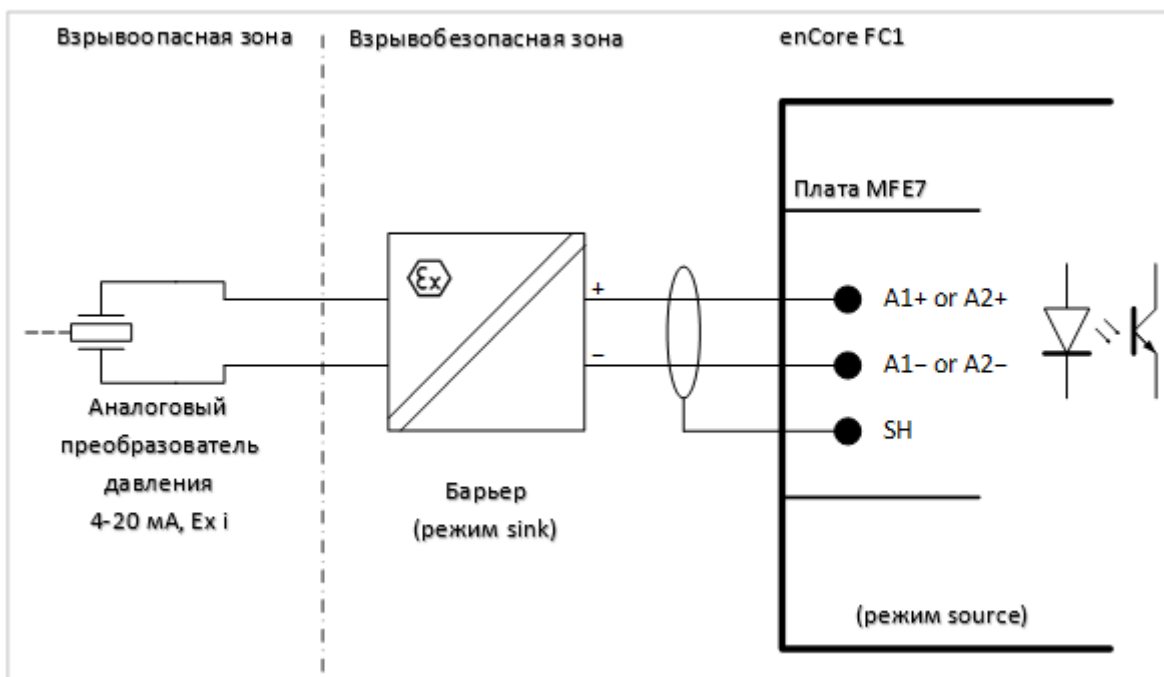 Взрывоопасная зона
Взрывобезопасная зона
enCore FC1
Плата MFE7
Ex
+
A1+ or A2+
−
A1− or A2−
SH
Аналоговый
преобразователь
давления
4-20 мА, Ex i
Барьер
(режим sink)
(режим source)